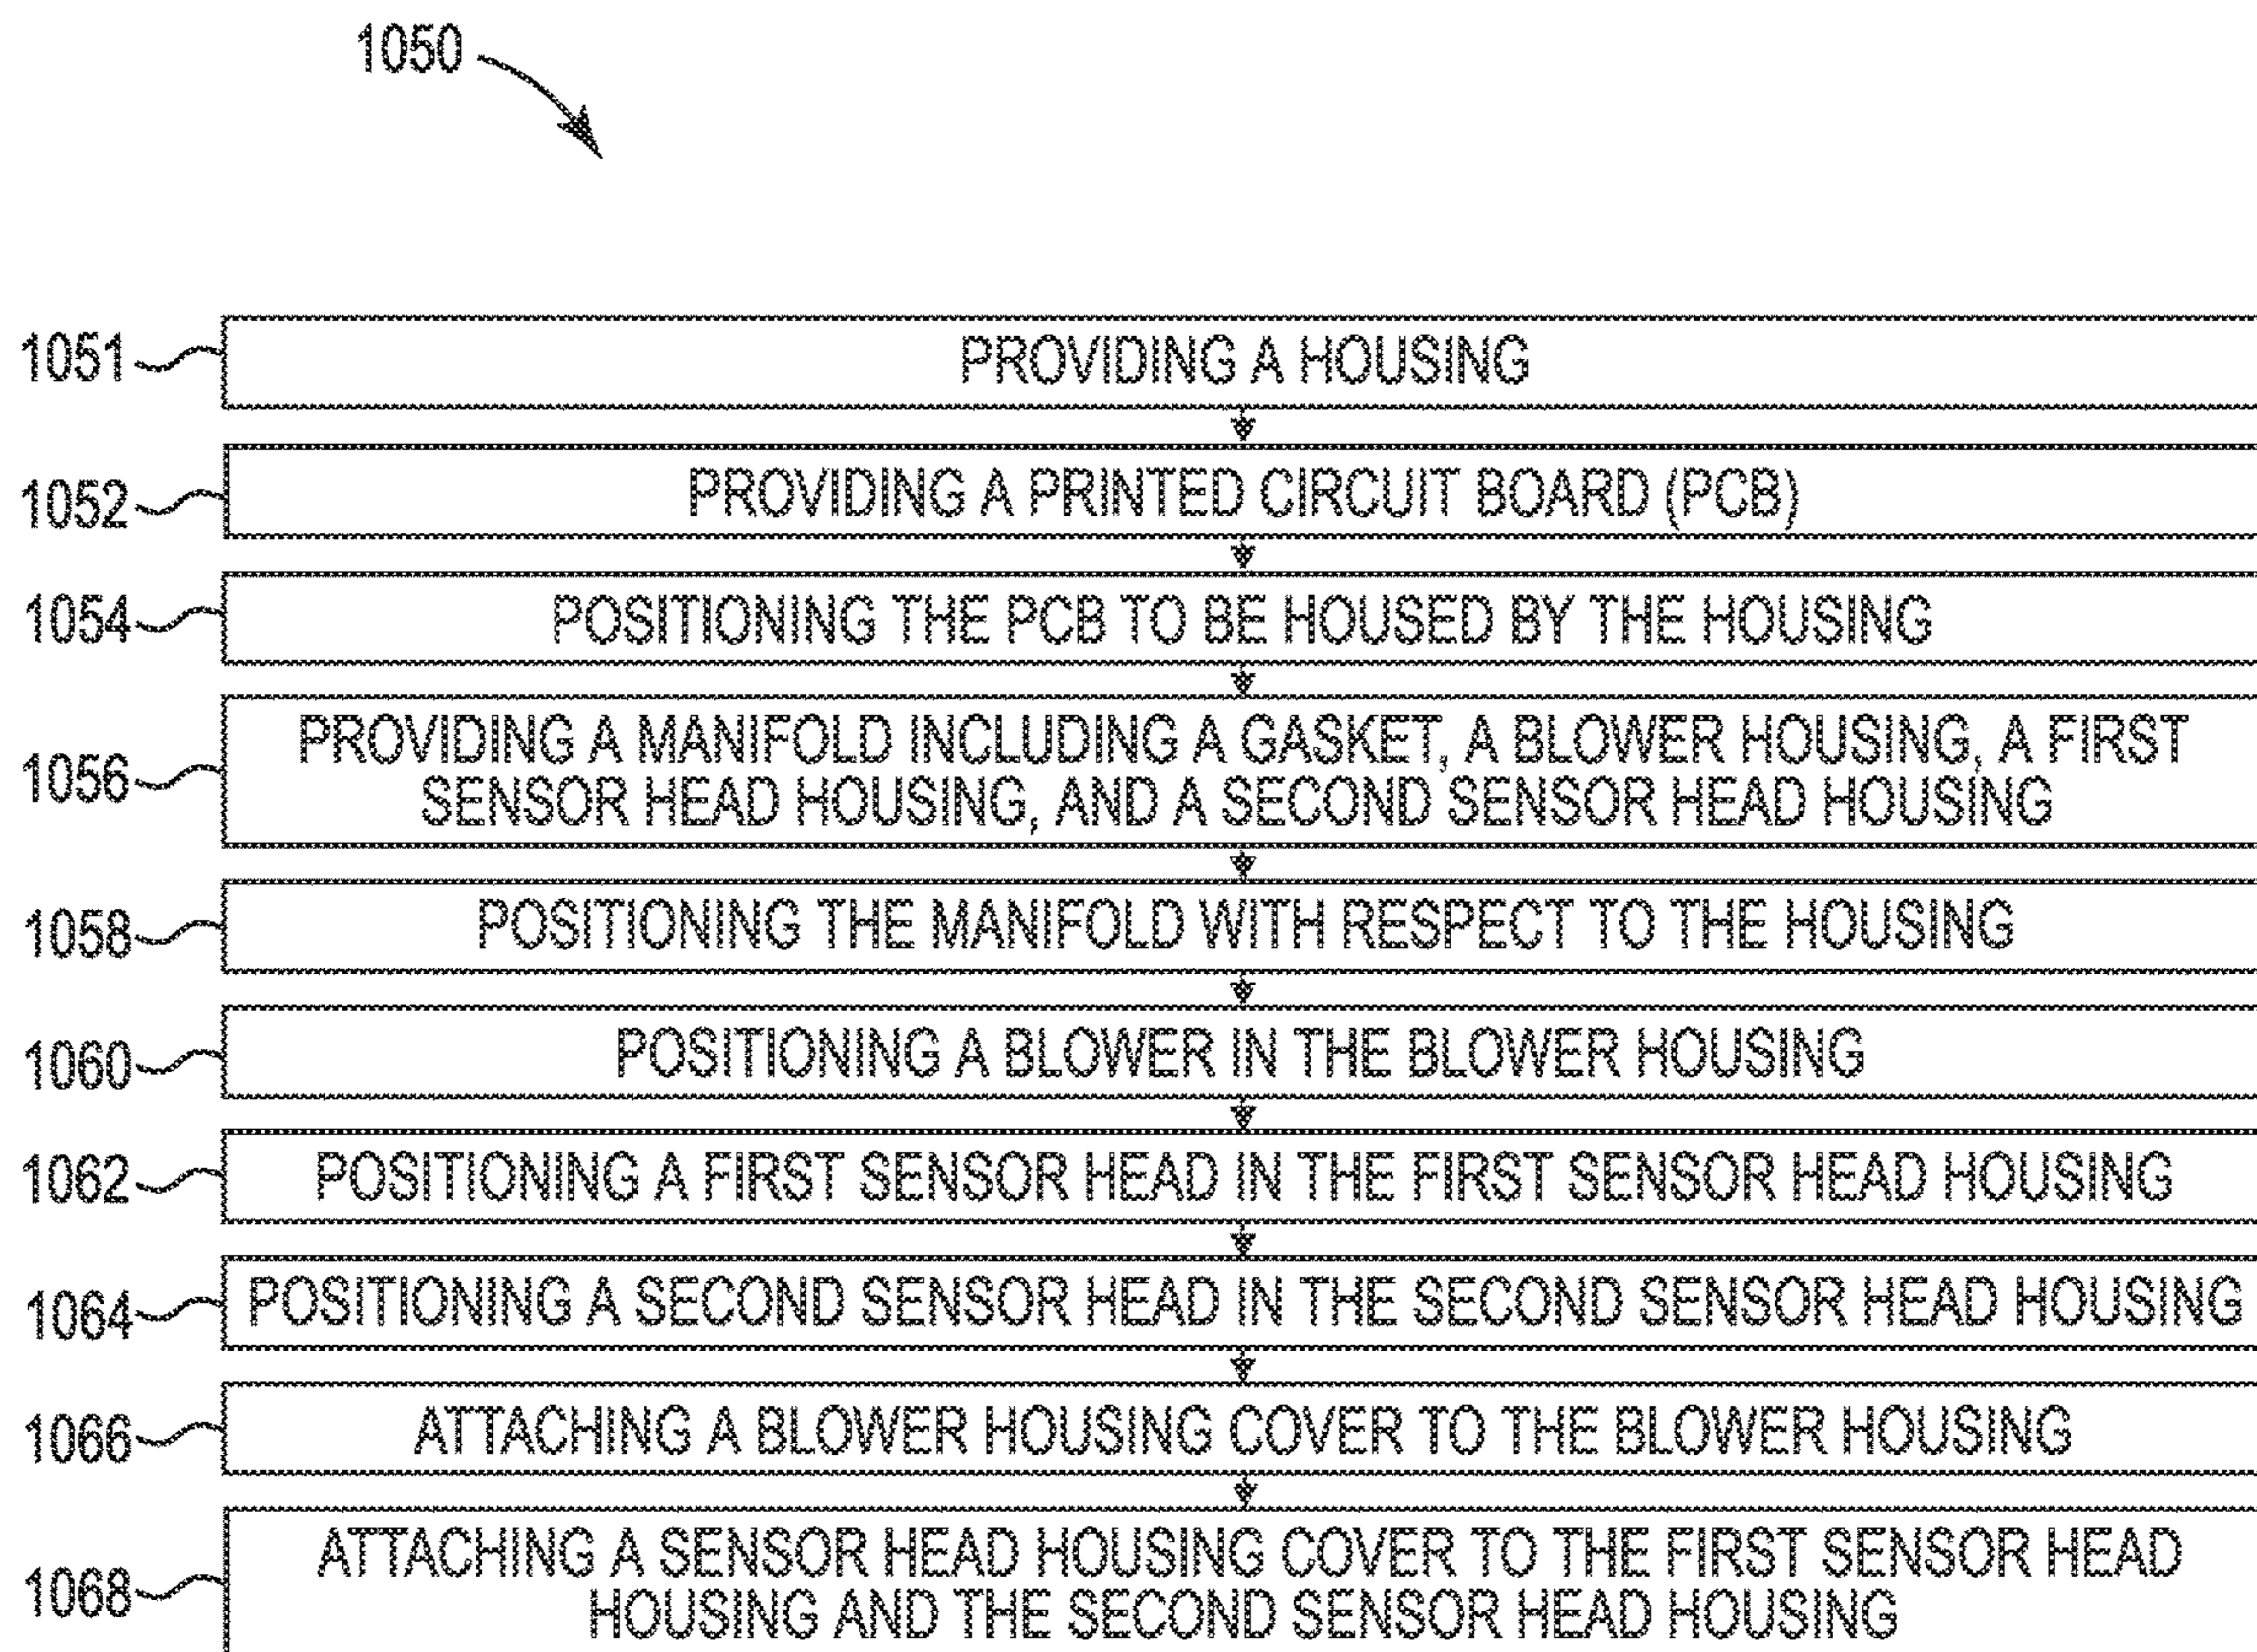 1050
1051 PROVIDING A HOUSING
1052 PROVIDING A PRINTED CIRCUIT BOARD (PCB)
1054 POSITIONING THE PCB TO BE HOUSED BY THE HOUSING
1056 PROVIDING A MANIFOLD INCLUDING A GASKET, A BLOWER HOUSING, A FIRST
SENSOR HEAD HOUSING, AND A SECOND SENSOR HEAD HOUSING
1058 POSITIONING THE MANIFOLD WITH RESPECT TO THE HOUSING
1060 POSITIONING A BLOWER IN THE BLOWER HOUSING
1062 POSITIONING A FIRST SENSOR HEAD IN THE FIRST SENSOR HEAD HOUSING
1064 POSITIONING A SECOND SENSOR HEAD IN THE SECOND SENSOR HEAD HOUSING
1066 ATTACHING A BLOWER HOUSING COVER TO THE BLOWER HOUSING
1068 ATTACHING A SENSOR HEAD HOUSING COVER TO THE FIRST SENSOR HEAD
HOUSING AND THE SECOND SENSOR HEAD HOUSING